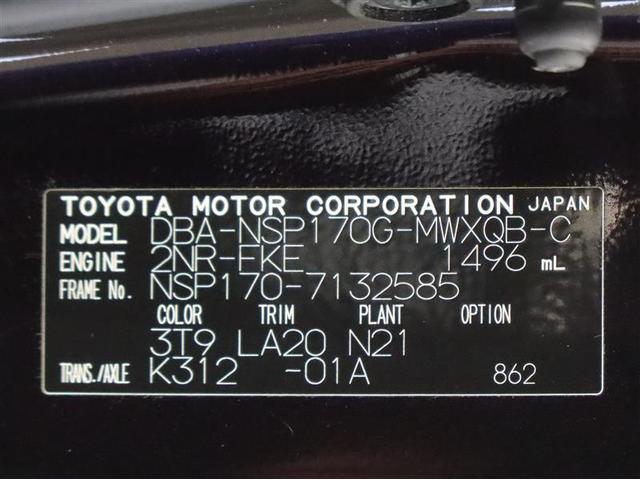 TOYOTA MOTOR CORPORATION JAPAN
MODEL DBA-NSP170G-MWXQB-C
ENGINE 2NR-FKE 1496 mL
FRAME No. NSP170-7132585
COLOR TRIM PLANT OPTION
3T9 LA20 N21
TRANS./AXLE K312 -01A 862